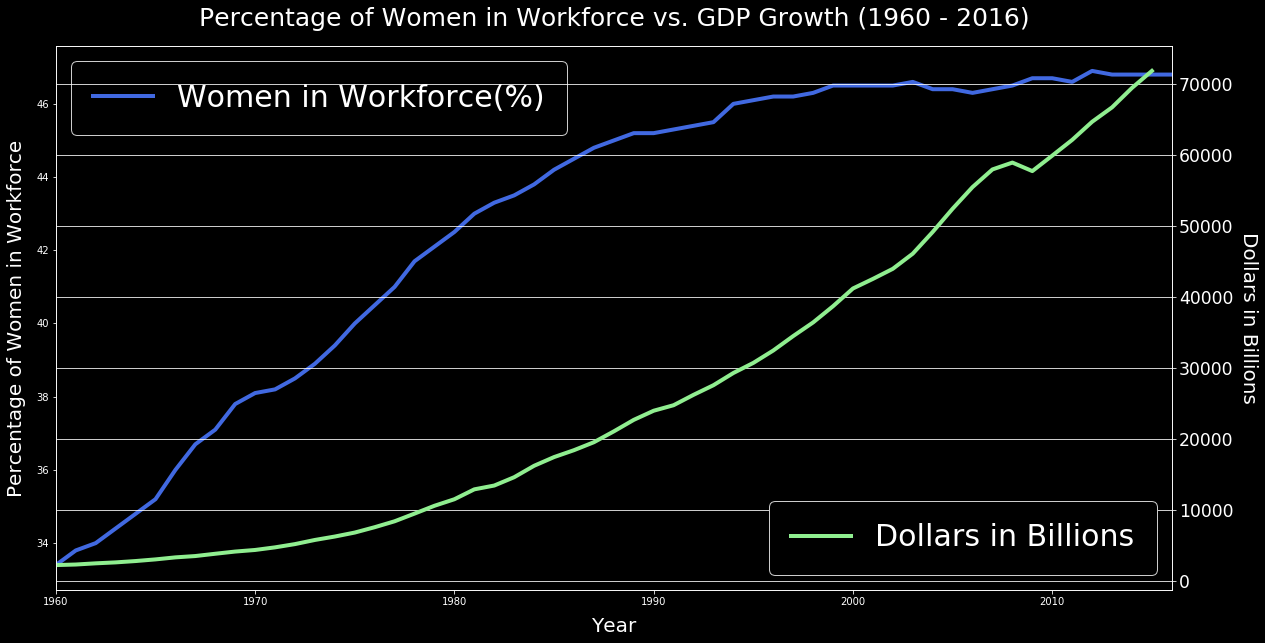 Percentage of Women in Workforce vs. GDP Growth (1960 - 2016)
Women in Workforce(%)
Percentage of Women in Workforce
46
44
42
40
38
36
34
70000
60000
50000
40000
30000
20000
10000
0
Dollars in Billions
Dollars in Billions
1960 1970 1980 1990 2000 2010
Year